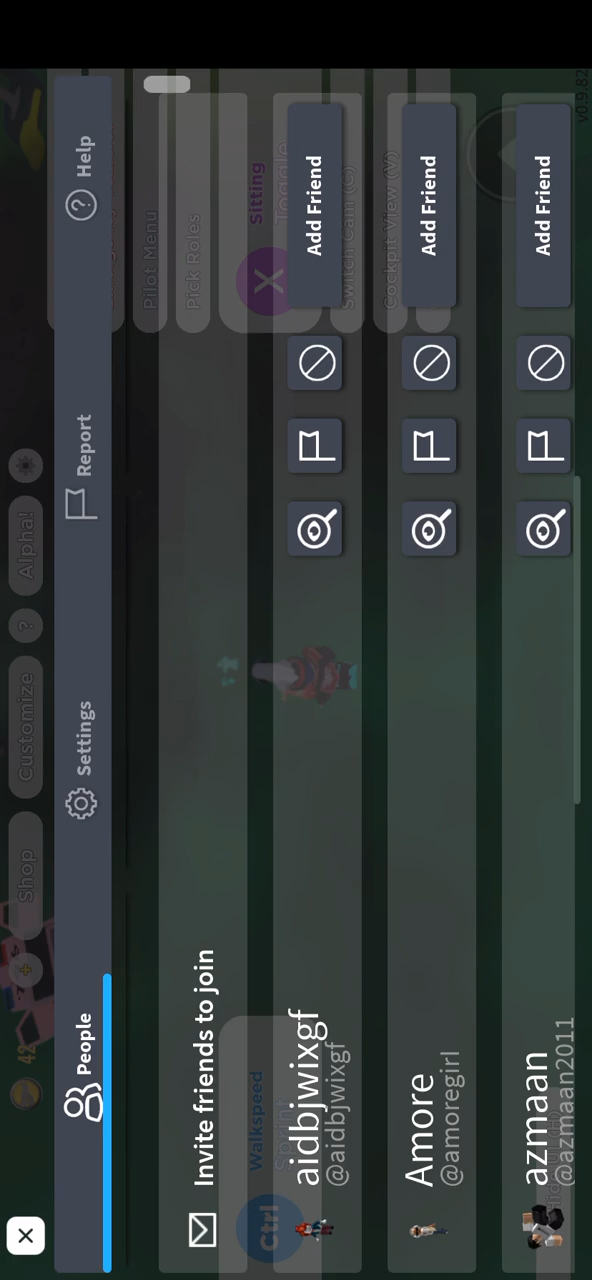 People
Settings
Report
Help
Invite friends to join
aidbjwixgf
@aidbjwixgf
Add Friend
Amore
@amoregirl
Add Friend
azmaan
@azmaan2011
Add Friend
42
Shop
Customize
?
Alpha!
Pilot Menu
Pick Roles
X
Sitting
Toggle
Switch Cam (C)
Cockpit View (V)
Ctrl
Walkspeed
Sprint
v0.9.82